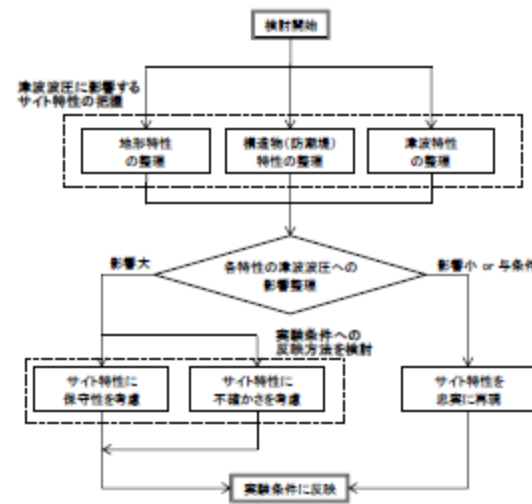 検討開始
津波波圧に影響する
サイト特性の把握
地形特性
の整理
構造物(防潮堤)
特性の整理
津波特性
の整理
各特性の津波波圧への
影響整理
影響大
影響小 or 与条件
実験条件への
反映方法を検討
サイト特性に
保守性を考慮
サイト特性に
不確かさを考慮
サイト特性を
忠実に再現
実験条件に反映